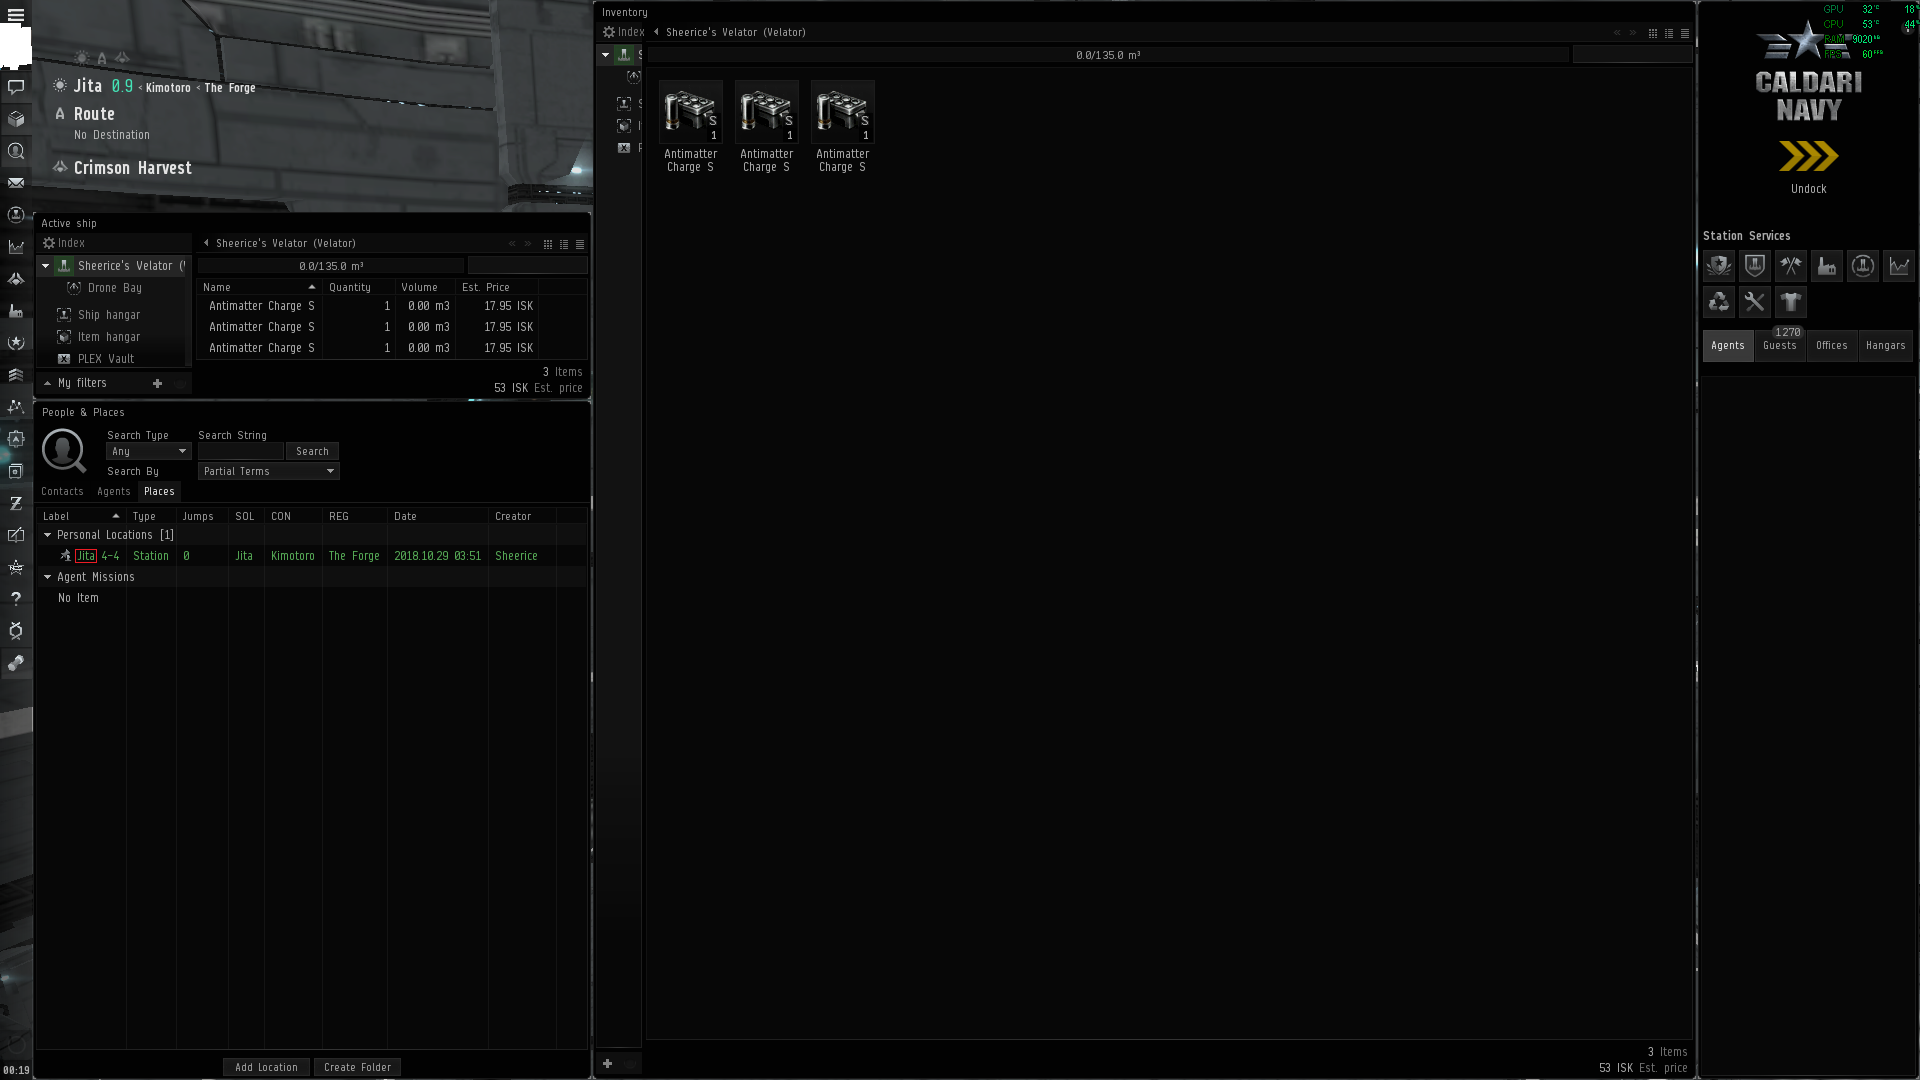 Jita 0.9 < Kimotoro < The Forge
Route
No Destination
Crimson Harvest
Active ship
Index
Sheerice's Velator (Velator)
0.0/135.0 m³
Sheerice's Velator (
Drone Bay
Ship hangar
Item hangar
PLEX Vault
My filters
Name Quantity Volume Est. Price
Antimatter Charge S 1 0.00 m3 17.95 ISK
Antimatter Charge S 1 0.00 m3 17.95 ISK
Antimatter Charge S 1 0.00 m3 17.95 ISK
3 Items
53 ISK Est. price
People & Places
Search Type Search String
Any Search
Search By Partial Terms
Contacts Agents Places
Label Type Jumps SOL CON REG Date Creator
Personal Locations [1]
Jita 4-4 Station 0 Jita Kimotoro The Forge 2018.10.29 03:51 Sheerice
Agent Missions
No Item
Add Location Create Folder
00:19
Inventory
Index Sheerice's Velator (Velator)
0.0/135.0 m³
S
1
S
1
S
1
Antimatter Charge S
Antimatter Charge S
Antimatter Charge S
3 Items
53 ISK Est. price
GPU 32°C 18%
CPU 53°C 44%
RAM 9020 MB
FPS 60 FPS
CALDARI
NAVY
Undock
Station Services
1270
Agents Guests Offices Hangars